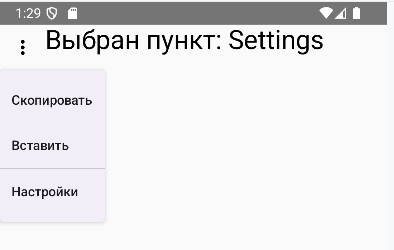 1:29
Выбран пункт: Settings
Скопировать
Вставить
Настройки